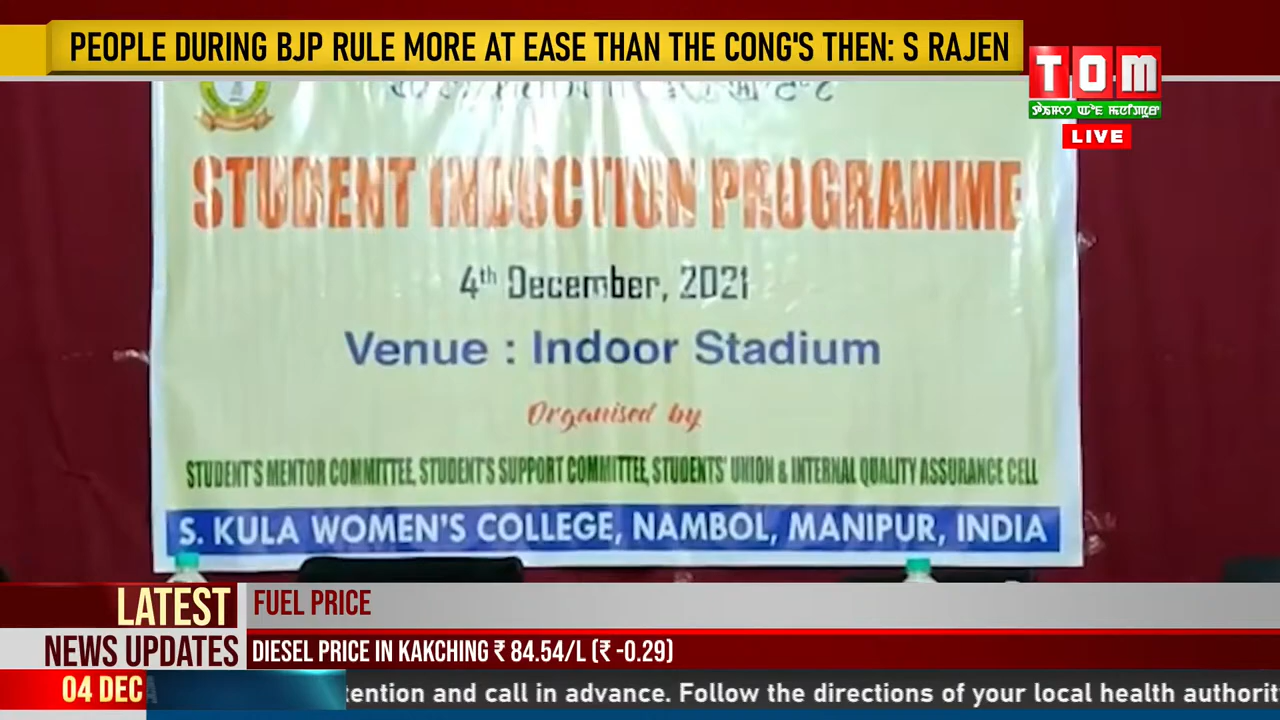 PEOPLE DURING BJP RULE MORE AT EASE THAN THE CONG'S THEN: S RAJEN
TOM
LIVE
STUDENT INDUCTION PROGRAMME
4th December, 2021
Venue : Indoor Stadium
Organised by
STUDENT'S MENTOR COMMITTEE, STUDENT'S SUPPORT COMMITTEE, STUDENTS' UNION & INTERNAL QUALITY ASSURANCE CELL
S. KULA WOMEN'S COLLEGE, NAMBOL, MANIPUR, INDIA
LATEST
NEWS UPDATES
FUEL PRICE
DIESEL PRICE IN KAKCHING ₹ 84.54/L (₹ -0.29)
04 DEC
tention and call in advance. Follow the directions of your local health authorit